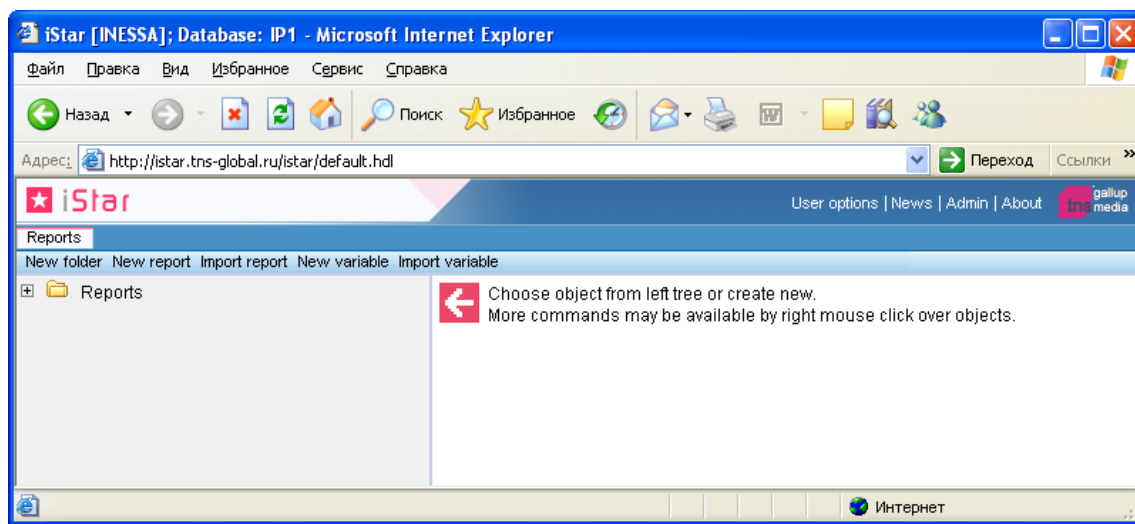 iStar [INESSA]; Database: IP1 - Microsoft Internet Explorer
Файл Правка Вид Избранное Сервис Справка
Назад Поиск Избранное
Адрес: http://istar.tns-global.ru/istar/default.hdl Переход Ссылки »
iStar User options | News | Admin | About tns gallup media
Reports
New folder New report Import report New variable Import variable
Reports
Choose object from left tree or create new.
More commands may be available by right mouse click over objects.
Интернет